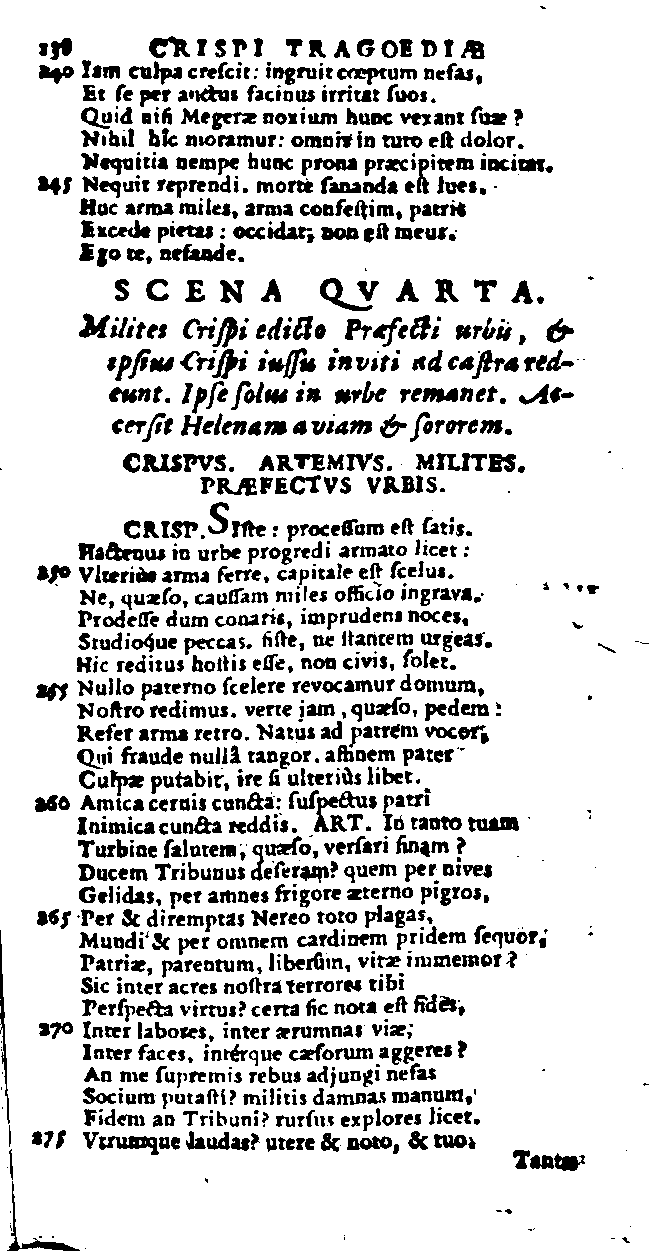 138 CRISPI TRAGOEDIÆ
240 Iam culpa creſcit: ingruit cœptum nefas,
Et ſe per auctus facinus irritat ſuos.
Quid niſi Megeræ noxium hunc vexant ſuæ?
Nihil hîc moramur: omnis in tuto eſt dolor.
Nequitia nempe hunc prona præcipitem incitat.
245 Nequit reprendi. morte ſananda eſt lues.
Huc arma miles, arma confeſtim, patris
Excede pietas: occidat; non eſt meus.
Ego te, nefande.
SCENA QVARTA.
Milites Criſpi edicto Præfecti urbis, &
ipſius Criſpi iuſſu inviti ad caſtra red-
eunt. Ipſe ſolus in urbe remanet. Ac-
cerſit Helenam aviam & ſororem.
CRISPVS. ARTEMIVS. MILITES.
PRÆFECTVS VRBIS.
CRISP. SIſte: proceſſum eſt ſatis.
Hactenus in urbe progredi armato licet:
250 Vlteriùs arma ferre, capitale eſt ſcelus.
Ne, quæſo, cauſſam miles officio ingrava.
Prodeſſe dum conaris, imprudens noces,
Studioque peccas. ſiſte, ne ſtantem urgeas.
Hic reditus hoſtis eſſe, non civis, ſolet.
255 Nullo paterno ſcelere revocamur domum,
Noſtro redimus. verte jam, quæſo, pedem:
Refer arma retro. Natus ad patrem vocor;
Qui fraude nullâ tangor. affinem pater
Culpæ putabit, ire ſi ulteriùs libet.
260 Amica cernis cuncta: ſuſpectus patri
Inimica cuncta reddis. ART. In tanto tuam
Turbine ſalutem, quæſo, verſari ſinam?
Ducem Tribunus deſeram? quem per nives
Gelidas, per amnes frigore æterno pigros,
265 Per & diremptas Nereo toto plagas,
Mundi & per omnem cardinem pridem ſequor,
Patriæ, parentum, liberûm, vitæ immemor?
Sic inter acres noſtra terrores tibi
Perſpecta virtus? certa ſic nota eſt fides,
270 Inter labores, inter ærumnas viæ;
Inter faces, intérque cæſorum aggeres?
An me ſupremis rebus adjungi nefas
Socium putaſti? militis damnas manum,
Fidem an Tribuni? rurſus explores licet.
275 Vtrumque laudas? utere & noto, & tuo.
Tantæ